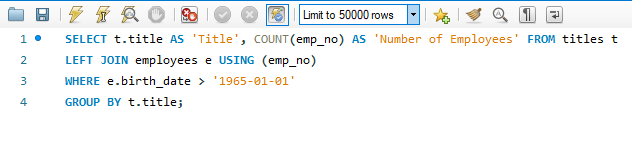 Limit to 50000 rows
1 SELECT t.title AS 'Title', COUNT(emp_no) AS 'Number of Employees' FROM titles t
2 LEFT JOIN employees e USING (emp_no)
3 WHERE e.birth_date > '1965-01-01'
4 GROUP BY t.title;